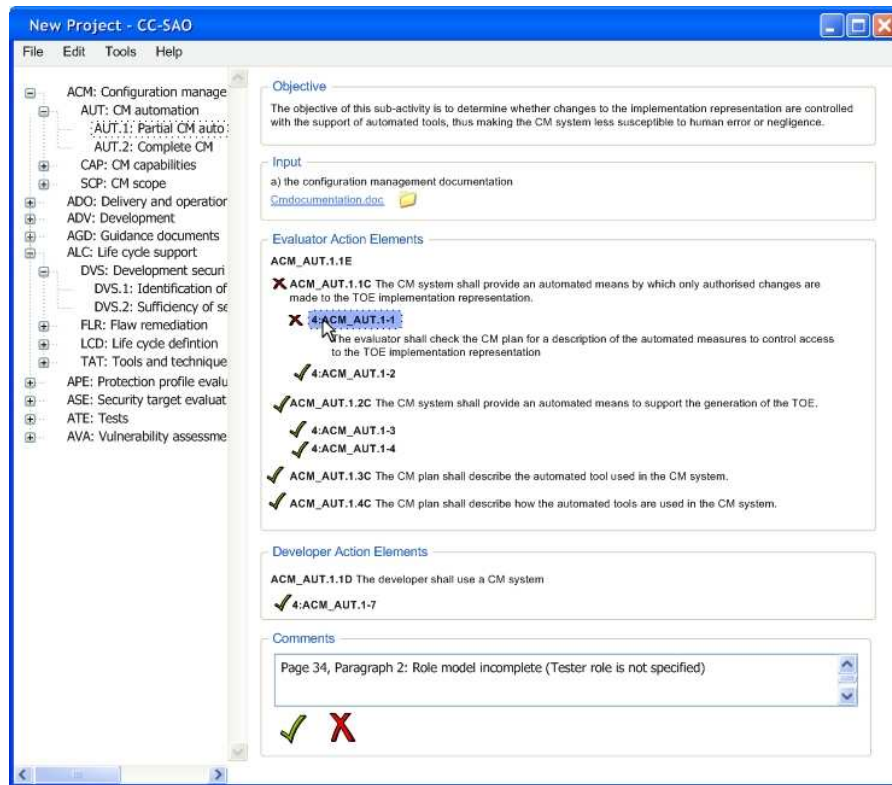 New Project - CC-SAO
File Edit Tools Help
ACM: Configuration manage
AUT: CM automation
AUT.1: Partial CM auto
AUT.2: Complete CM
CAP: CM capabilities
SCP: CM scope
ADO: Delivery and operation
ADV: Development
AGD: Guidance documents
ALC: Life cycle support
DVS: Development securi
DVS.1: Identification of
DVS.2: Sufficiency of se
FLR: Flaw remediation
LCD: Life cycle defintion
TAT: Tools and technique
APE: Protection profile evalu
ASE: Security target evaluat
ATE: Tests
AVA: Vulnerability assessme
Objective
The objective of this sub-activity is to determine whether changes to the implementation representation are controlled
with the support of automated tools, thus making the CM system less susceptible to human error or negligence.
Input
a) the configuration management documentation
Cmdocumentation.doc
Evaluator Action Elements
ACM_AUT.1.1E
ACM_AUT.1.1C The CM system shall provide an automated means by which only authorised changes are
made to the TOE implementation representation.
4:ACM_AUT.1-1
The evaluator shall check the CM plan for a description of the automated measures to control access
to the TOE implementation representation
4:ACM_AUT.1-2
ACM_AUT.1.2C The CM system shall provide an automated means to support the generation of the TOE.
4:ACM_AUT.1-3
4:ACM_AUT.1-4
ACM_AUT.1.3C The CM plan shall describe the automated tool used in the CM system.
ACM_AUT.1.4C The CM plan shall describe how the automated tools are used in the CM system.
Developer Action Elements
ACM_AUT.1.1D The developer shall use a CM system
4:ACM_AUT.1-7
Comments
Page 34, Paragraph 2: Role model incomplete (Tester role is not specified)